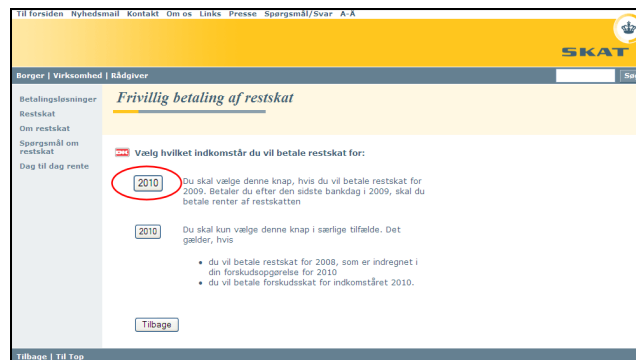 Til forsiden Nyhedsmail Kontakt Om os Links Presse Spørgsmål/Svar A-Å
SKAT
Borger | Virksomhed | Rådgiver
Betalingsløsninger
Restskat
Om restskat
Spørgsmål om
restskat
Dag til dag rente
Frivillig betaling af restskat
Vælg hvilket indkomstår du vil betale restskat for:
2010
Du skal vælge denne knap, hvis du vil betale restskat for
2009. Betaler du efter den sidste bankdag i 2009, skal du
betale renter af restskatten
2010
Du skal kun vælge denne knap i særlige tilfælde. Det
gælder, hvis
• du vil betale restskat for 2008, som er indregnet i
din forskudsopgørelse for 2010
• du vil betale forskudsskat for indkomståret 2010.
Tilbage
Tilbage | Til Top